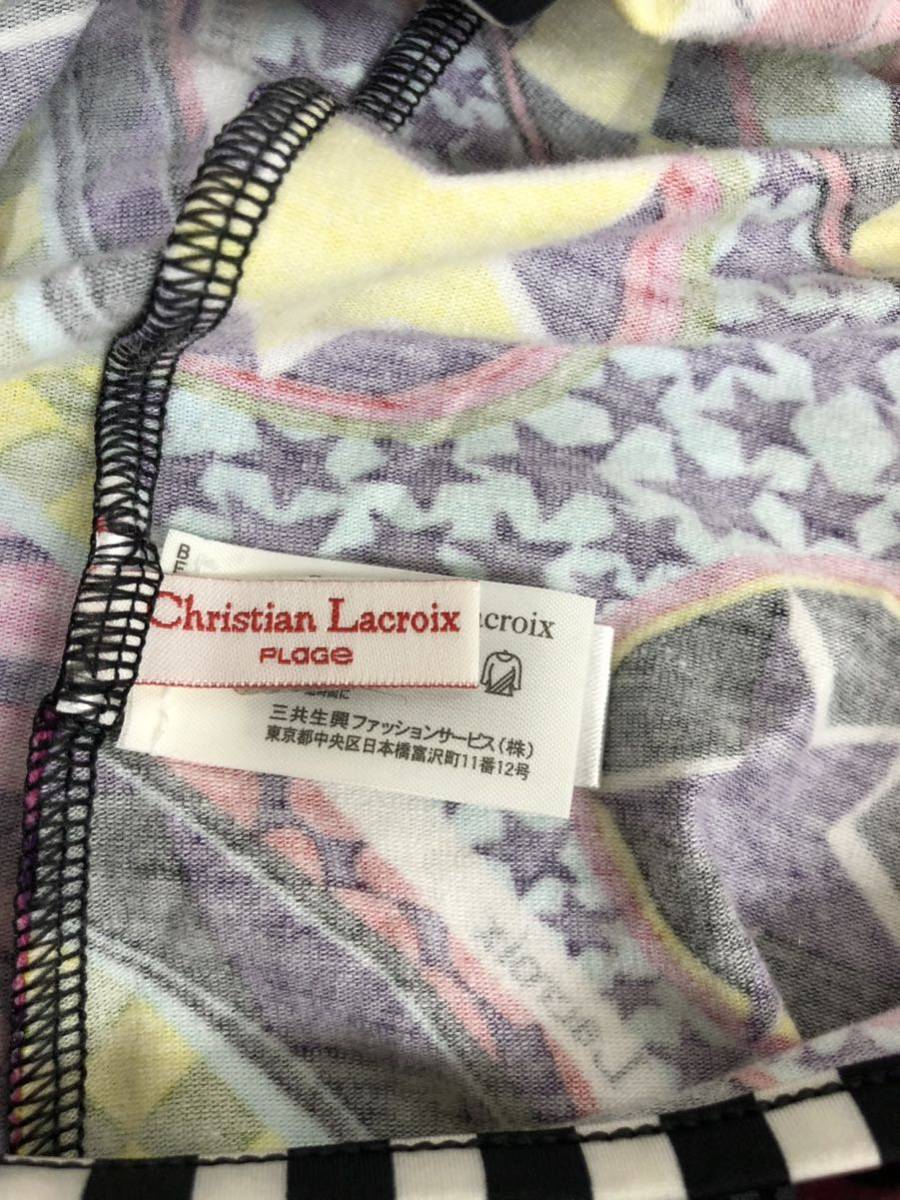 Christian Lacroix
PLaGe
acroix
三共生興ファッションサービス(株)
東京都中央区日本橋富沢町11番12号